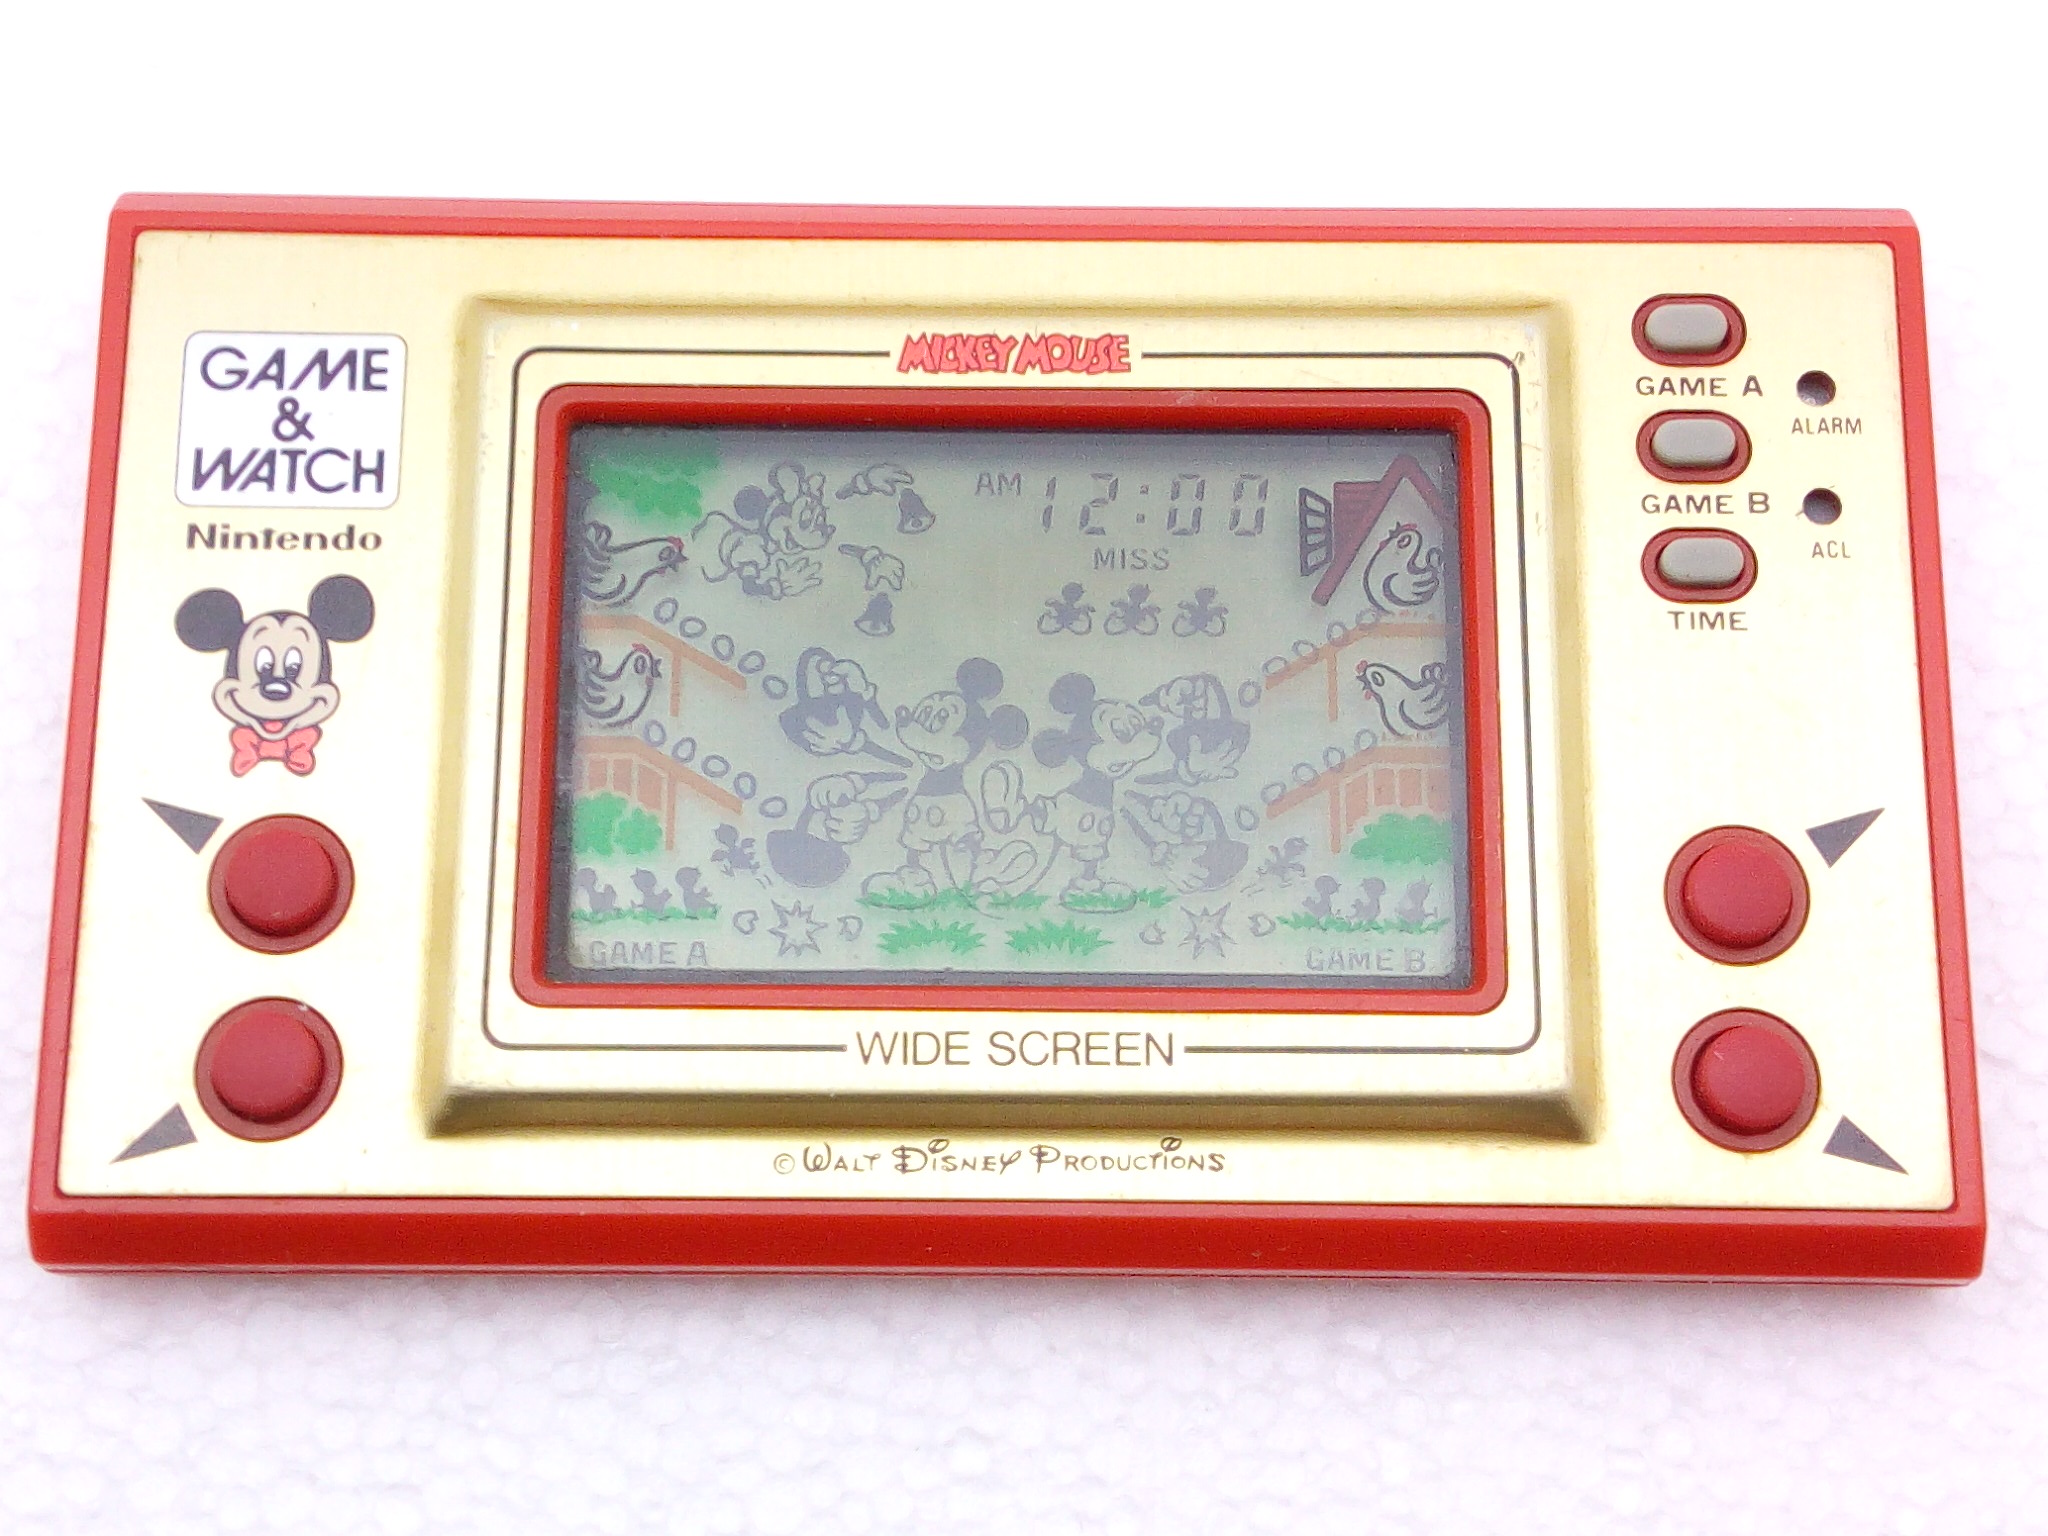 GAME
&
WATCH
Nintendo
MICKEY MOUSE
AM 12:00
MISS
GAME A
GAME B
WIDE SCREEN
© WALT DISNEY PRODUCTIONS
GAME A
ALARM
GAME B
ACL
TIME